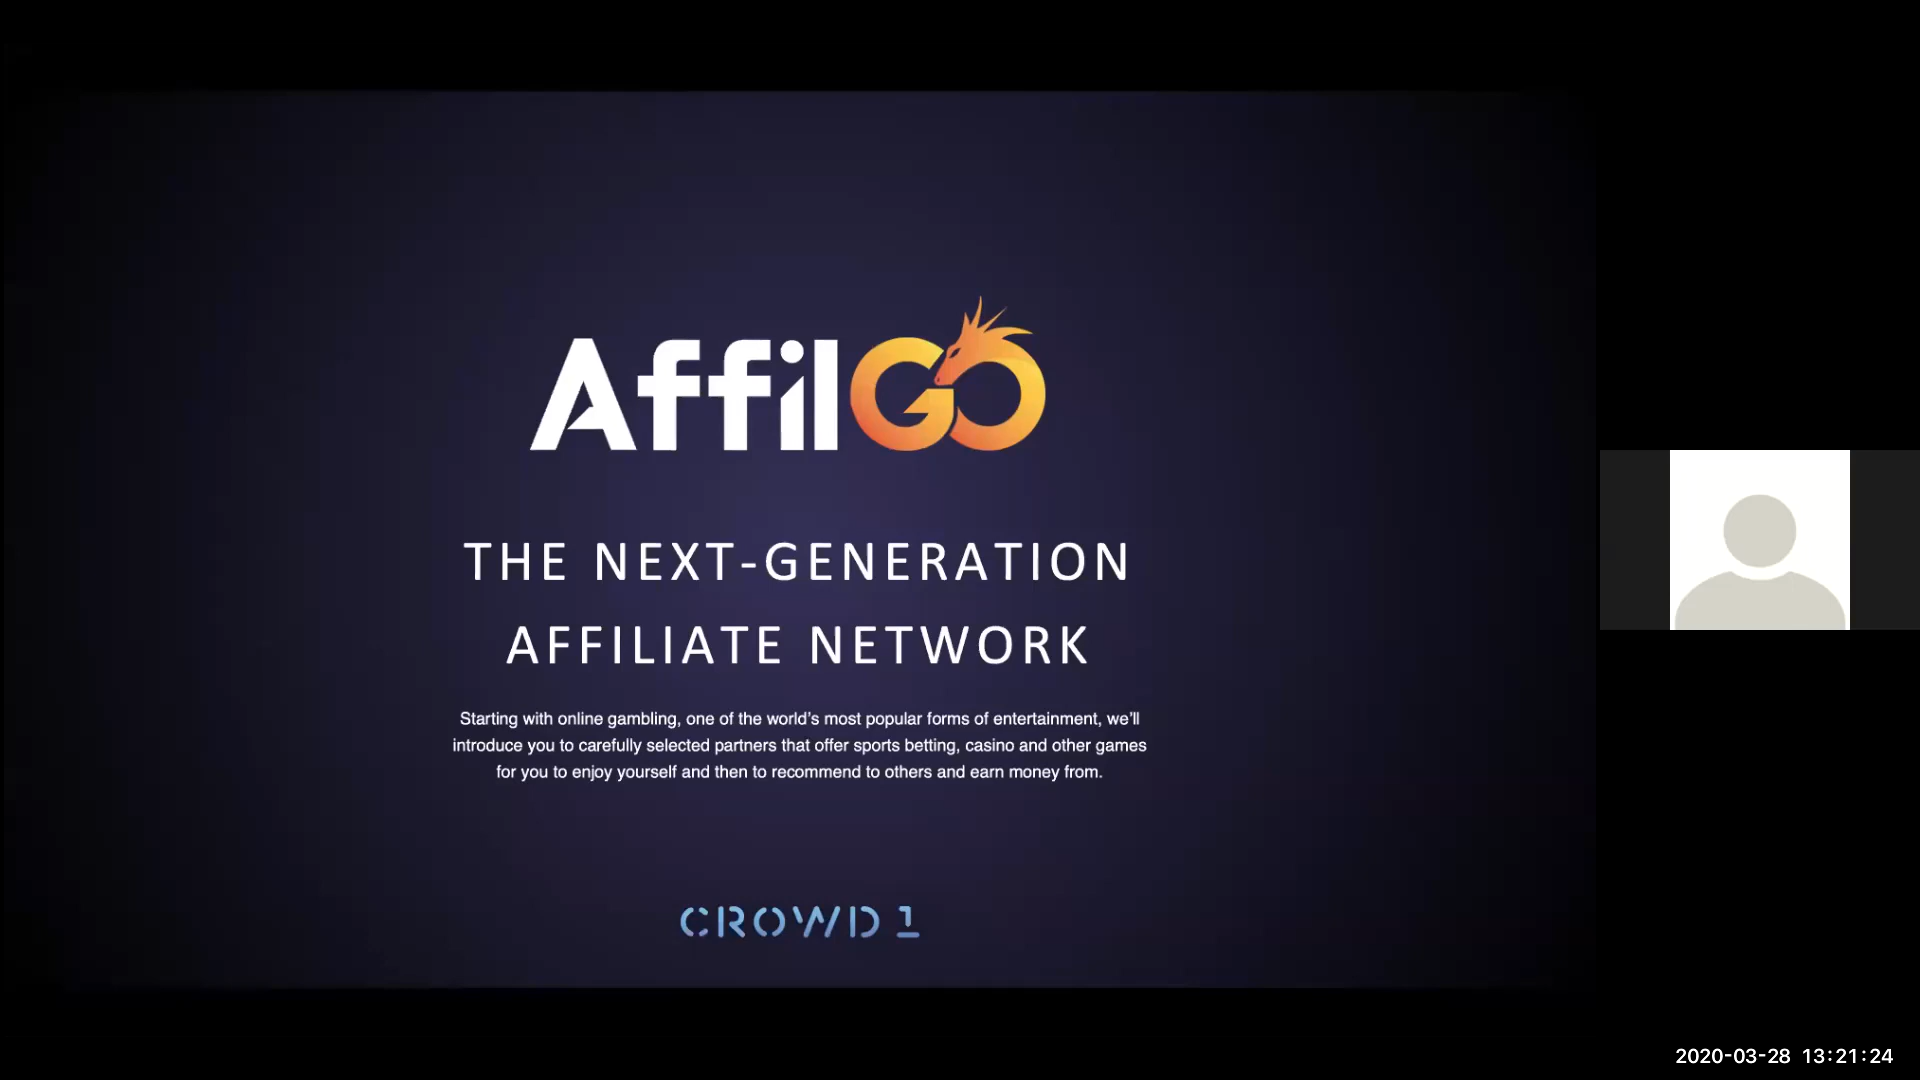 AffilGO
THE NEXT-GENERATION
AFFILIATE NETWORK
Starting with online gambling, one of the world's most popular forms of entertainment, we'll
introduce you to carefully selected partners that offer sports betting, casino and other games
for you to enjoy yourself and then to recommend to others and earn money from.
CROWD 1
2020-03-28 13:21:24